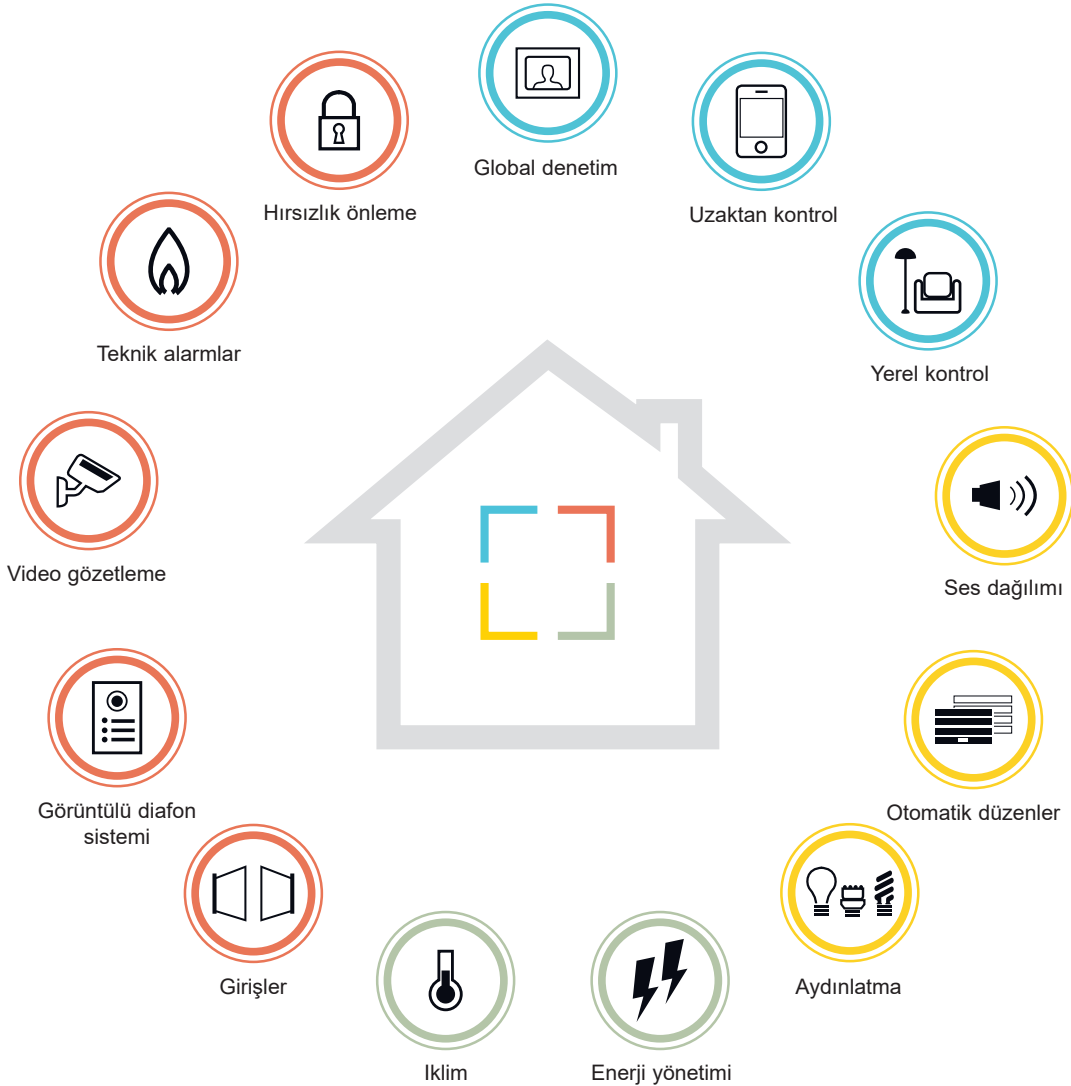 Global denetim
Hırsızlık önleme
Uzaktan kontrol
Teknik alarmlar
Yerel kontrol
Video gözetleme
Ses dağılımı
Görüntülü diafon
sistemi
Otomatik düzenler
Girişler
Aydınlatma
Iklim
Enerji yönetimi